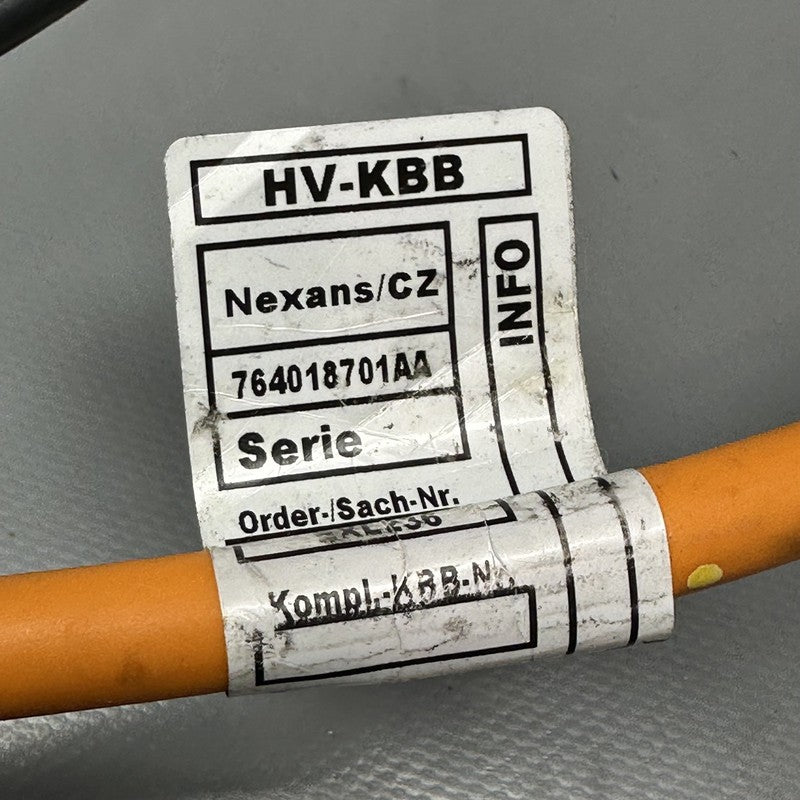 HV-KBB
INFO
Nexans/CZ
764018701AA
Serie
Order-/Sach-Nr.
Kompl.-KBB-Nr.